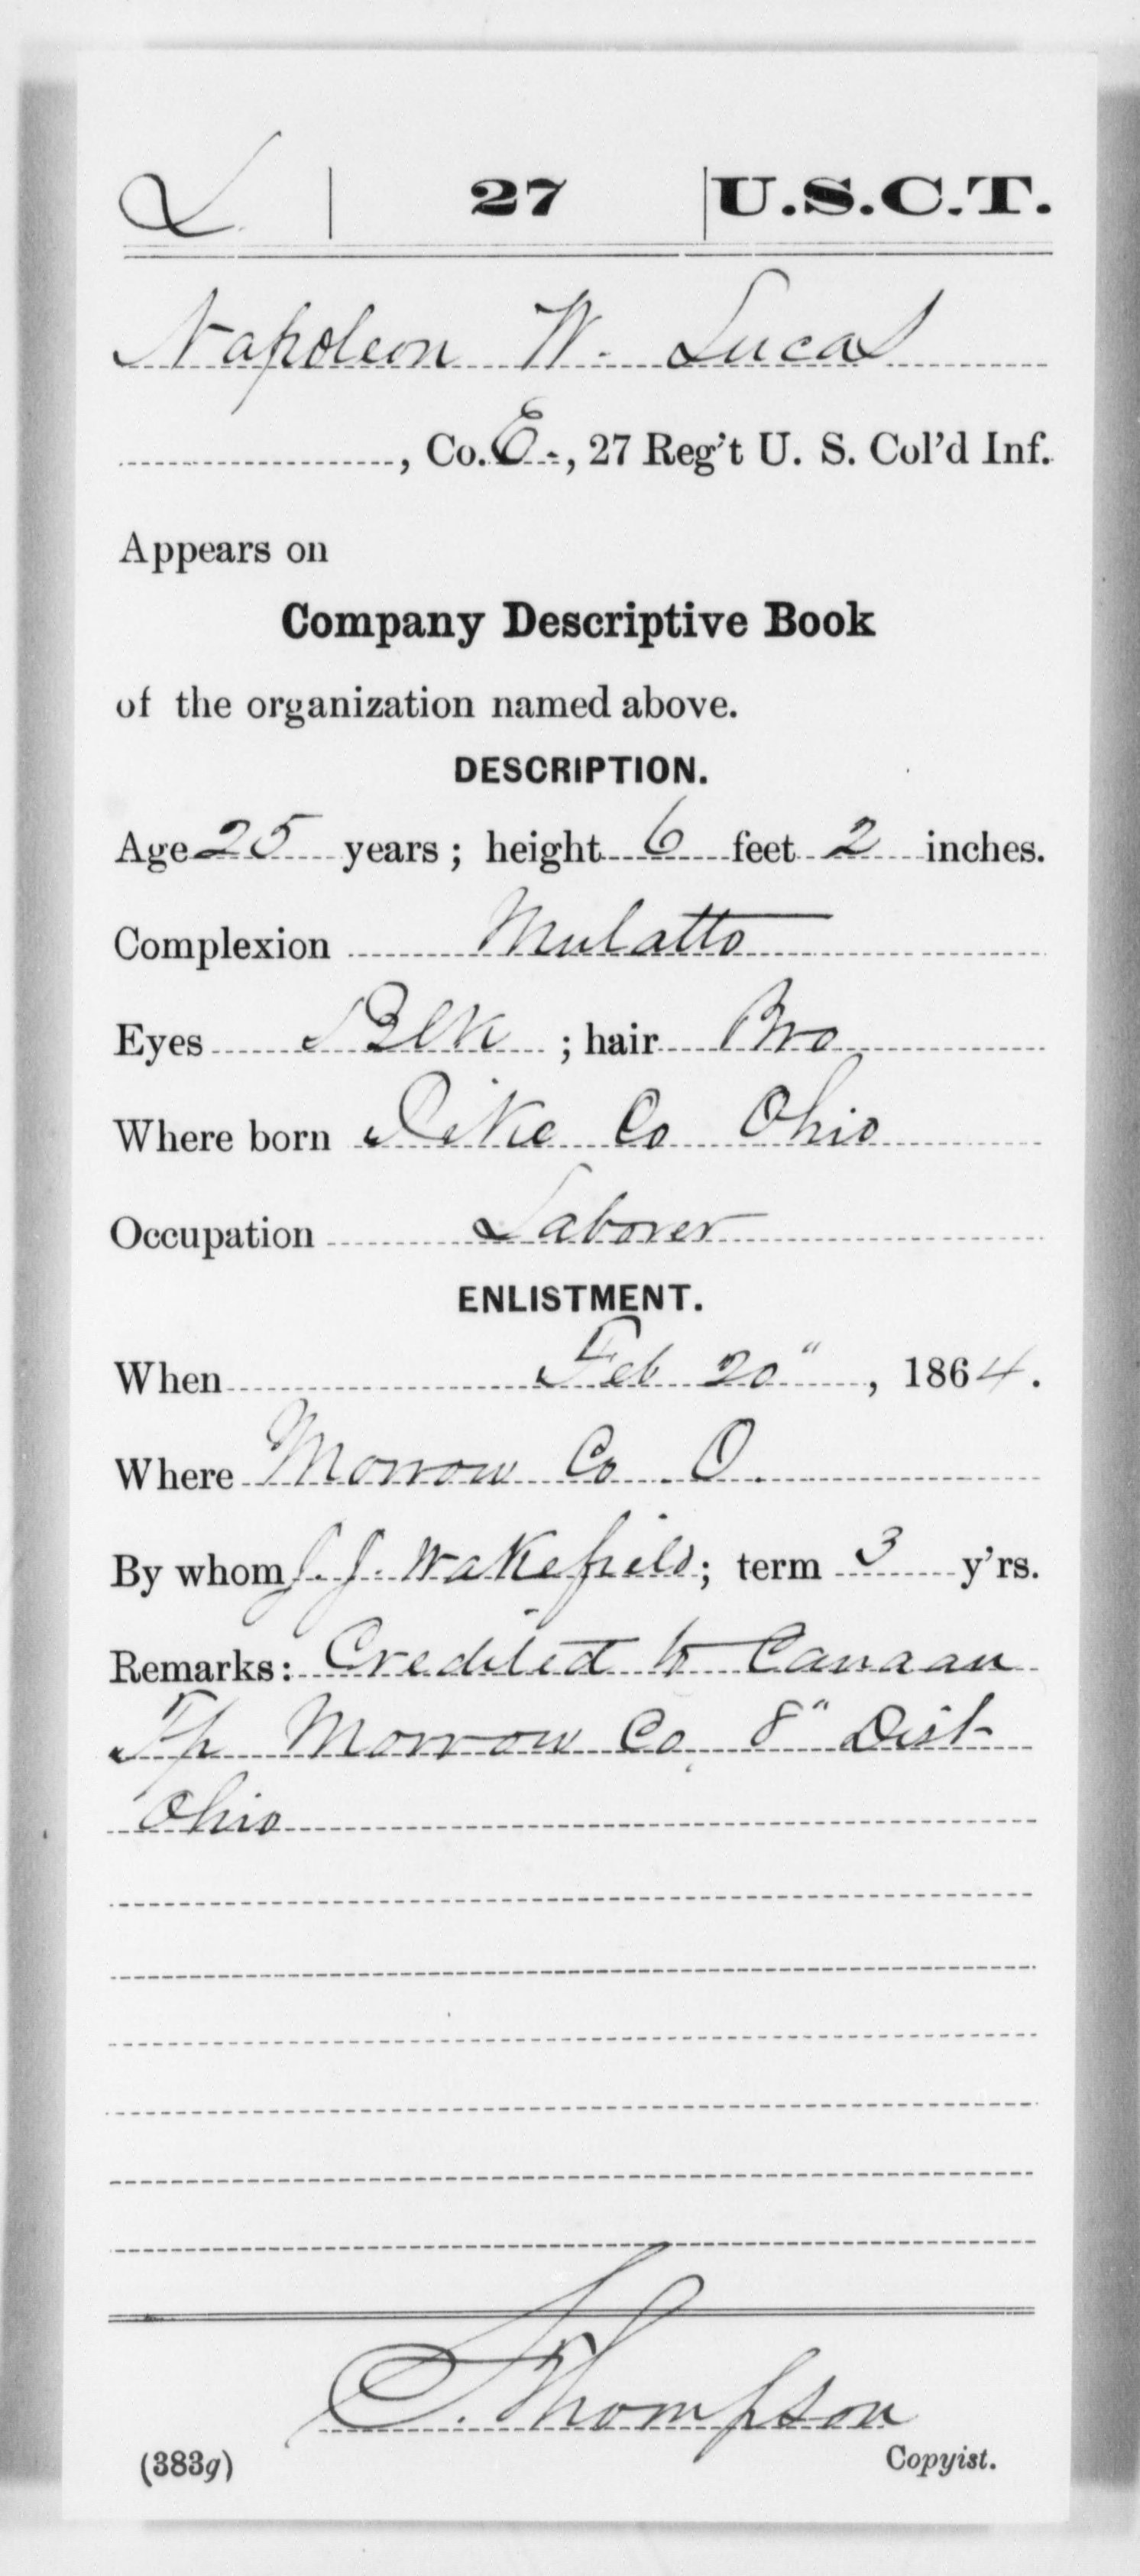 L | 27 | U.S.C.T.
Napoleon W. Lucas
, Co. E., 27 Reg't U. S. Col'd Inf.
Appears on
Company Descriptive Book
of the organization named above.
DESCRIPTION.
Age 25 years; height 6 feet 2 inches.
Complexion Mulatto
Eyes Blk ; hair Bro
Where born Pike Co Ohio
Occupation Laborer
ENLISTMENT.
When Feb 20", 1864.
Where Morrow Co. O.
By whom J. J. Wakefield; term 3 y'rs.
Remarks: Credited to Canaan
Tp Morrow Co, 8" Dist
Ohio
Thompson
(383g) Copyist.